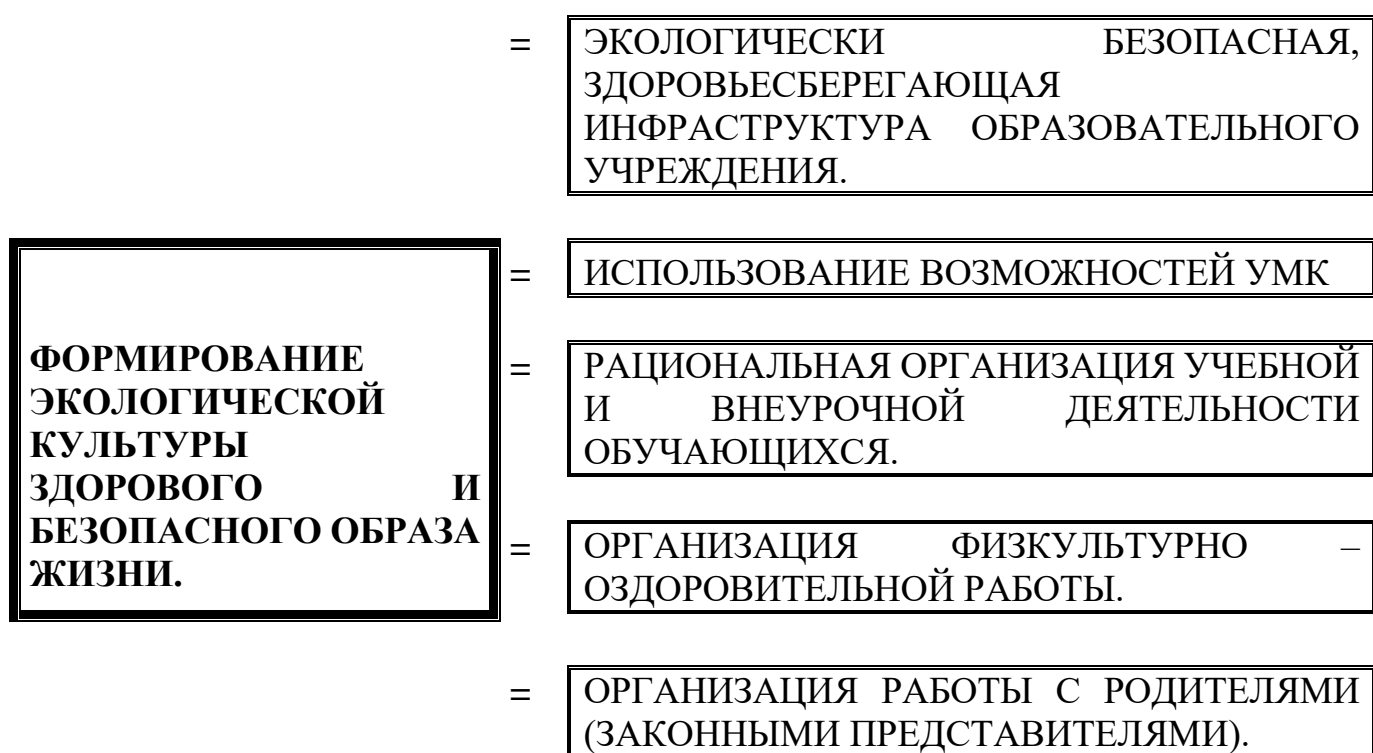 =
ЭКОЛОГИЧЕСКИ БЕЗОПАСНАЯ,
ЗДОРОВЬЕСБЕРЕГАЮЩАЯ
ИНФРАСТРУКТУРА ОБРАЗОВАТЕЛЬНОГО
УЧРЕЖДЕНИЯ.
ФОРМИРОВАНИЕ
ЭКОЛОГИЧЕСКОЙ
КУЛЬТУРЫ
ЗДОРОВОГО И
БЕЗОПАСНОГО ОБРАЗА
ЖИЗНИ.
=
ИСПОЛЬЗОВАНИЕ ВОЗМОЖНОСТЕЙ УМК
=
РАЦИОНАЛЬНАЯ ОРГАНИЗАЦИЯ УЧЕБНОЙ
И ВНЕУРОЧНОЙ ДЕЯТЕЛЬНОСТИ
ОБУЧАЮЩИХСЯ.
=
ОРГАНИЗАЦИЯ ФИЗКУЛЬТУРНО –
ОЗДОРОВИТЕЛЬНОЙ РАБОТЫ.
=
ОРГАНИЗАЦИЯ РАБОТЫ С РОДИТЕЛЯМИ
(ЗАКОННЫМИ ПРЕДСТАВИТЕЛЯМИ).